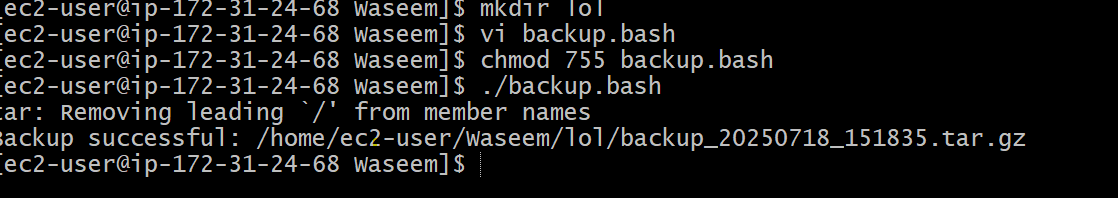 [ec2-user@ip-172-31-24-68 Waseem]$ mkdir lol
[ec2-user@ip-172-31-24-68 Waseem]$ vi backup.bash
[ec2-user@ip-172-31-24-68 Waseem]$ chmod 755 backup.bash
[ec2-user@ip-172-31-24-68 Waseem]$ ./backup.bash
tar: Removing leading `/' from member names
Backup successful: /home/ec2-user/Waseem/lol/backup_20250718_151835.tar.gz
[ec2-user@ip-172-31-24-68 Waseem]$